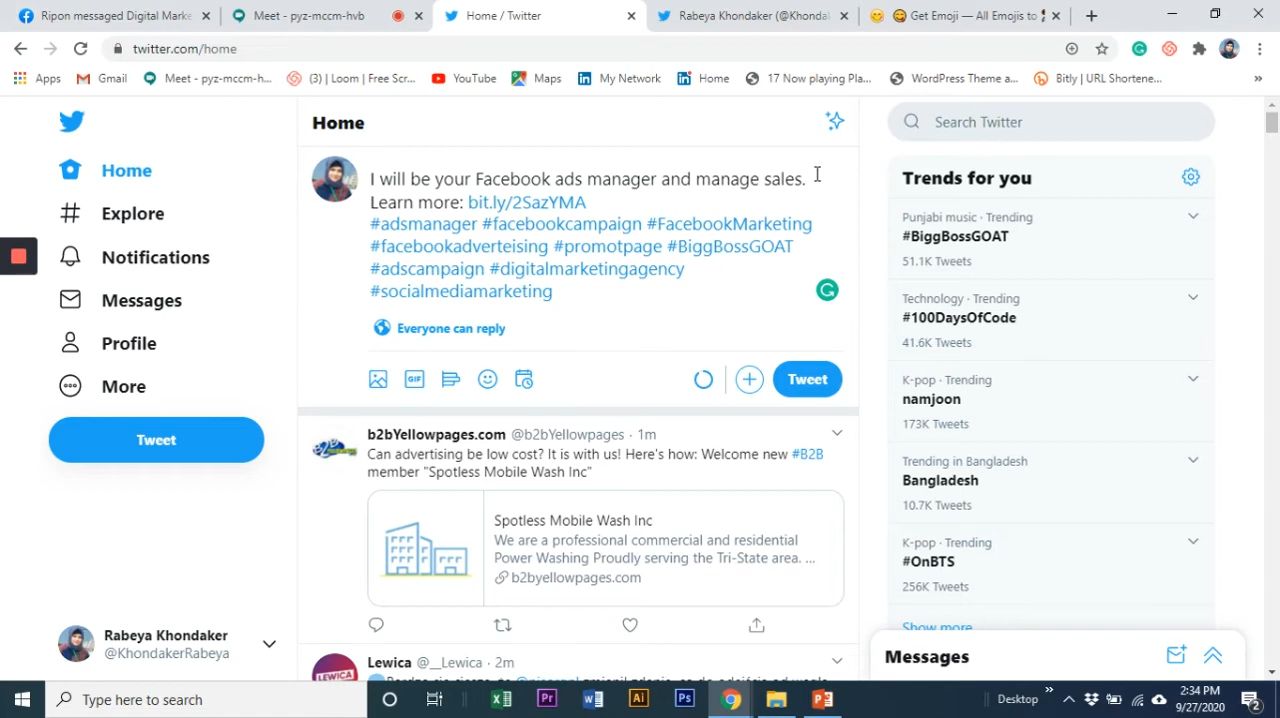 Ripon messaged Digital Marke
Meet - pyz-mccm-hvb
Home / Twitter
Rabeya Khondaker (@Khondai
Get Emoji — All Emojis to
twitter.com/home
Apps
Gmail
Meet - pyz-mccm-h...
(3) | Loom | Free Scr...
YouTube
Maps
My Network
Home
17 Now playing Pla...
WordPress Theme a...
Bitly | URL Shortene...
Home
Explore
Notifications
Messages
Profile
More
Tweet
Rabeya Khondaker
@KhondakerRabeya
Home
I will be your Facebook ads manager and manage sales.
Learn more: bit.ly/2SazYMA
#adsmanager #facebookcampaign #FacebookMarketing
#facebookadverteising #promotpage #BiggBossGOAT
#adscampaign #digitalmarketingagency
#socialmediamarketing
Everyone can reply
GIF
Tweet
b2bYellowpages.com @b2bYellowpages · 1m
Can advertising be low cost? It is with us! Here's how: Welcome new #B2B
member "Spotless Mobile Wash Inc"
Spotless Mobile Wash Inc
We are a professional commercial and residential
Power Washing Proudly serving the Tri-State area. ...
b2byellowpages.com
LEWICA
Lewica @__Lewica · 2m
Search Twitter
Trends for you
Punjabi music · Trending
#BiggBossGOAT
51.1K Tweets
Technology · Trending
#100DaysOfCode
41.6K Tweets
K-pop · Trending
namjoon
173K Tweets
Trending in Bangladesh
Bangladesh
10.7K Tweets
K-pop · Trending
#OnBTS
256K Tweets
Show more
Messages
Type here to search
Pr
Ai
Ps
Desktop
2:34 PM
9/27/2020
2